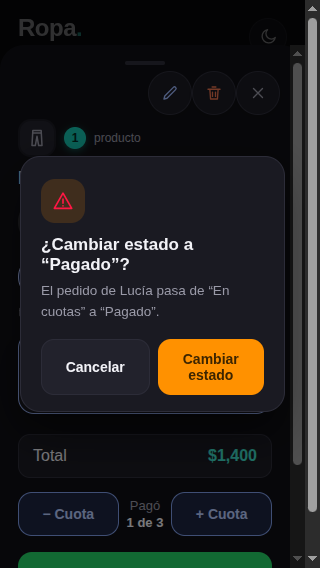 Ropa.
1 producto
¿Cambiar estado a
“Pagado”?
El pedido de Lucía pasa de “En
cuotas” a “Pagado”.
Cancelar
Cambiar
estado
Total $1,400
− Cuota
Pagó
1 de 3
+ Cuota